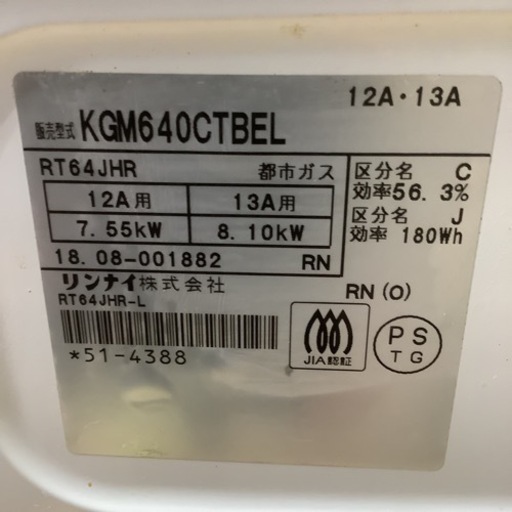 12A・13A
販売型式 KGM640CTBEL
RT64JHR 都市ガス
12A用 13A用
7.55kW 8.10kW
18.08-001882 RN
区分名 C
効率56.3%
区分名 J
効率 180Wh
リンナイ株式会社
RT64JHR-L
RN(O)
*51-4388
JIA認証
PS
TG